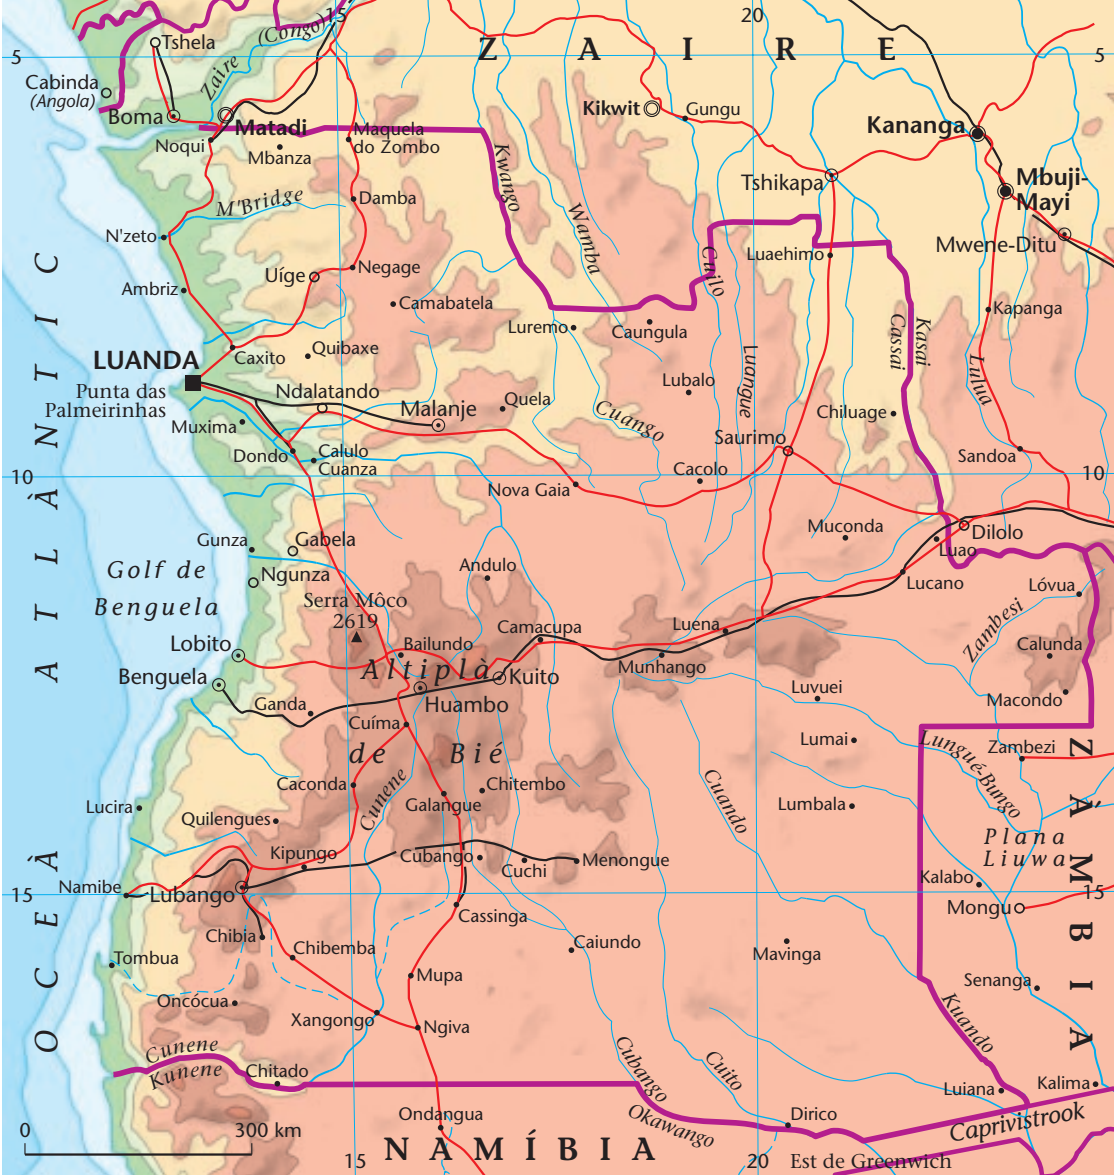 15
20
Z A I R E
(Congo)
Tshela
5
5
Zaire
Cabinda
(Angola)
Boma
Matadi
Kikwit
Gungu
Kananga
Noqui
Mbanza
Maquela
do Zombo
Kwango
Tshikapa
Mbuji-
Mayi
M'Bridge
Damba
Wamba
N'zeto
Mwene-Ditu
Cuilo
Luaehimo
Uíge
Negage
Ambriz
Camabatela
Kapanga
Luremo
Caungula
Cassai
Kasai
LUANDA
Caxito
Quibaxe
Luangue
Lulua
Punta das
Palmeirinhas
Ndalatando
Lubalo
Malanje
Quela
Cuango
Chiluage
Muxima
Saurimo
Dondo
Calulo
Cuanza
Sandoa
Cacolo
10
10
Nova Gaia
Gunza
Gabela
Muconda
Dilolo
Luao
Golf de
Benguela
Ngunza
Andulo
Lucano
Lóvua
Serra Môco
2619
Zambesi
Lobito
Bailundo
Camacupa
Luena
Calunda
Altiplà
de Bié
Munhango
Benguela
Kuito
Huambo
Luvuei
Macondo
Ganda
Cuíma
Lumai
Lungué-Bungo
Zambezi
Caconda
Cunene
Galangue
Chitembo
Cuando
Lucira
Quilengues
Lumbala
Plana
Liuwa
Kipungo
Cubango
Cuchi
Menongue
Kalabo
Namibe
15
Lubango
15
Mongu
Cassinga
Chibia
Chibemba
Caiundo
Mavinga
Tombua
Mupa
Senanga
Oncócua
Xangongo
Ngiva
Kuando
Cunene
Kunene
Chitado
Cubango
Cuito
Luiana
Kalima
Ondangua
Okawango
Dirico
Caprivistrook
0 300 km
N A M Í B I A
15
20
Est de Greenwich
Z À M B I A
O C E À
A T L À N T I C